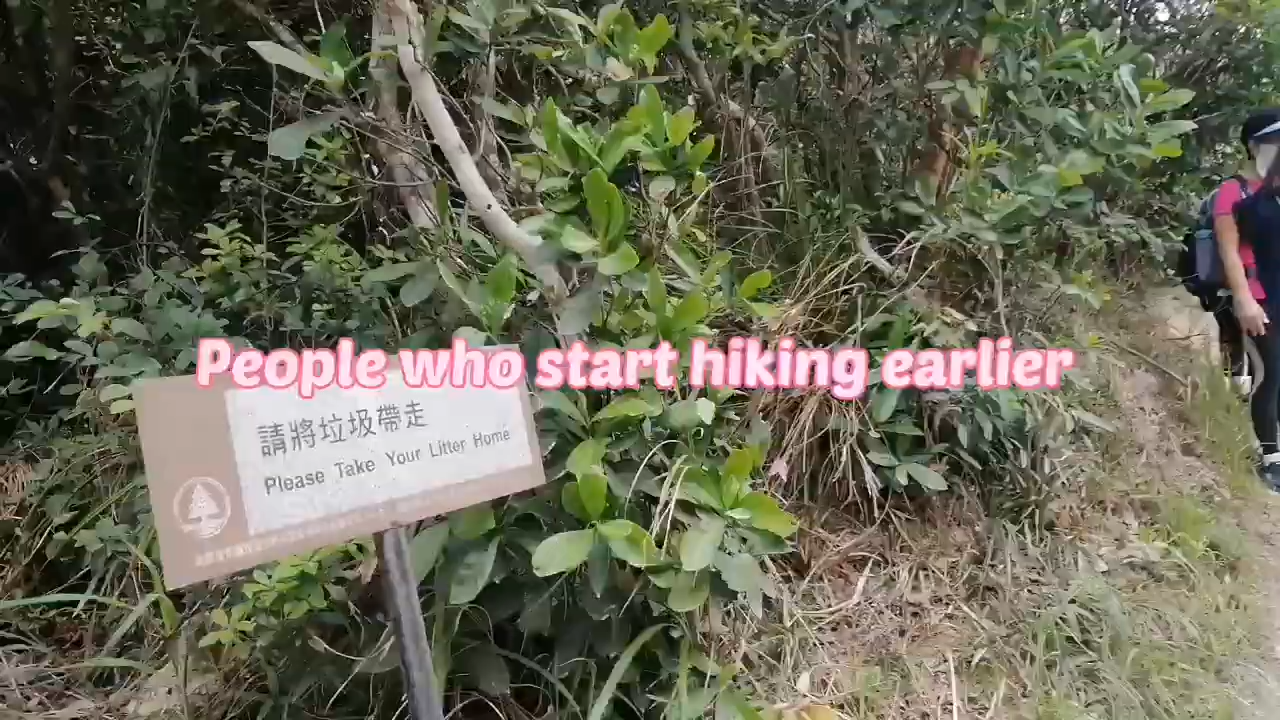 People who start hiking earlier
請將垃圾帶走
Please Take Your Litter Home